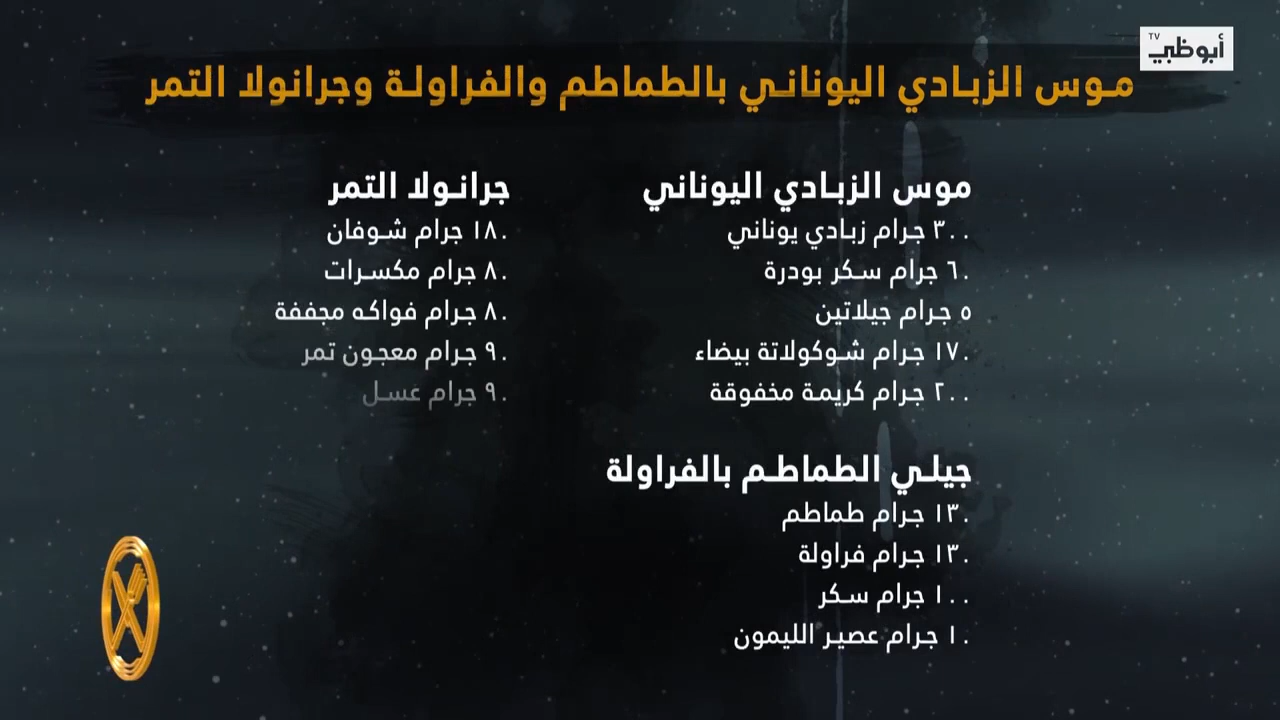 أبوظبي TV
موس الزبادي اليوناني بالطماطم والفراولة وجرانولا التمر
موس الزبادي اليوناني
٣٠٠ جرام زبادي يوناني
٦٠ جرام سكر بودرة
٥ جرام جيلاتين
١٧٠ جرام شوكولاتة بيضاء
٢٠٠ جرام كريمة مخفوقة
جيلي الطماطم بالفراولة
١٣٠ جرام طماطم
١٣٠ جرام فراولة
١٠٠ جرام سكر
١٠ جرام عصير الليمون
جرانولا التمر
١٨٠ جرام شوفان
٨٠ جرام مكسرات
٨٠ جرام فواكه مجففة
٩٠ جرام معجون تمر
٩٠ جرام عسل